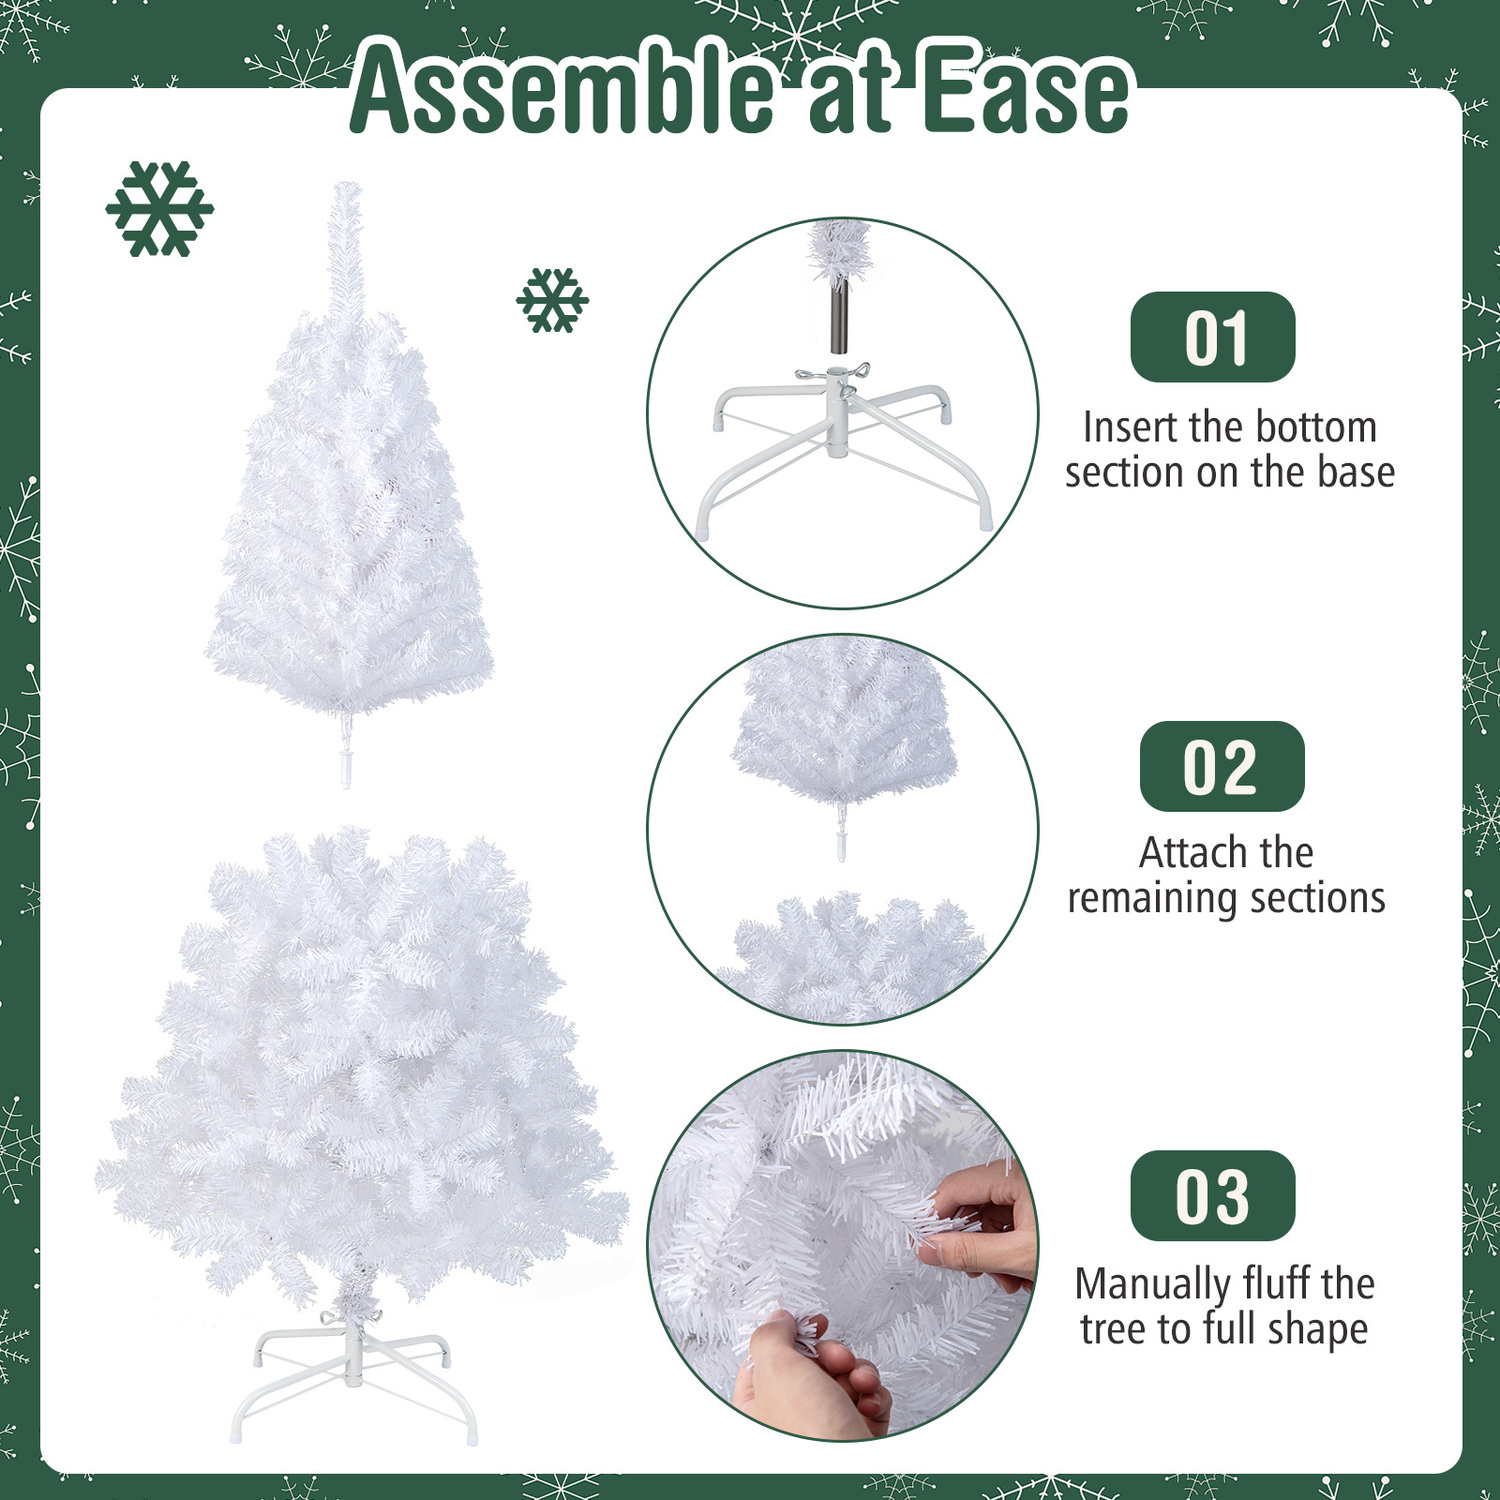 Assemble at Ease
01
Insert the bottom
section on the base
02
Attach the
remaining sections
03
Manually fluff the
tree to full shape